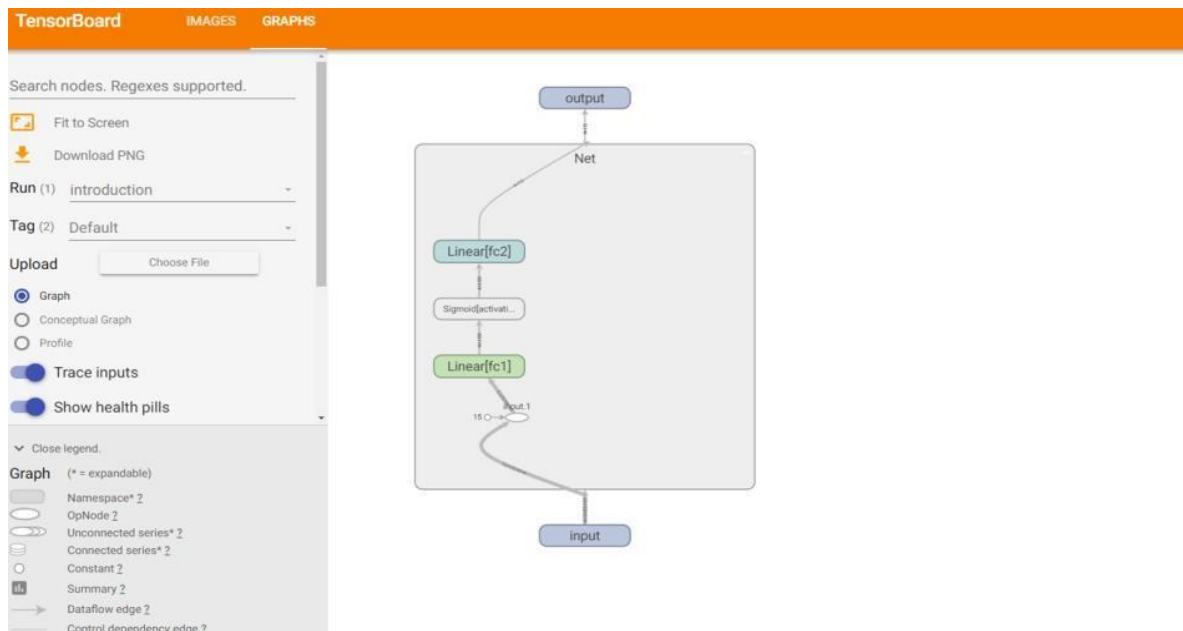 TensorBoard IMAGES GRAPHS
Search nodes. Regexes supported.
Fit to Screen
Download PNG
Run (1) introduction
Tag (2) Default
Upload Choose File
Graph
Conceptual Graph
Profile
Trace inputs
Show health pills
Close legend.
Graph (* = expandable)
Namespace* ?
OpNode ?
Unconnected series* ?
Connected series* ?
Constant ?
Summary ?
Dataflow edge ?
Control dependency edge ?
output
Net
Linear[fc2]
Sigmoid[activati...
Linear[fc1]
input.1
15
input